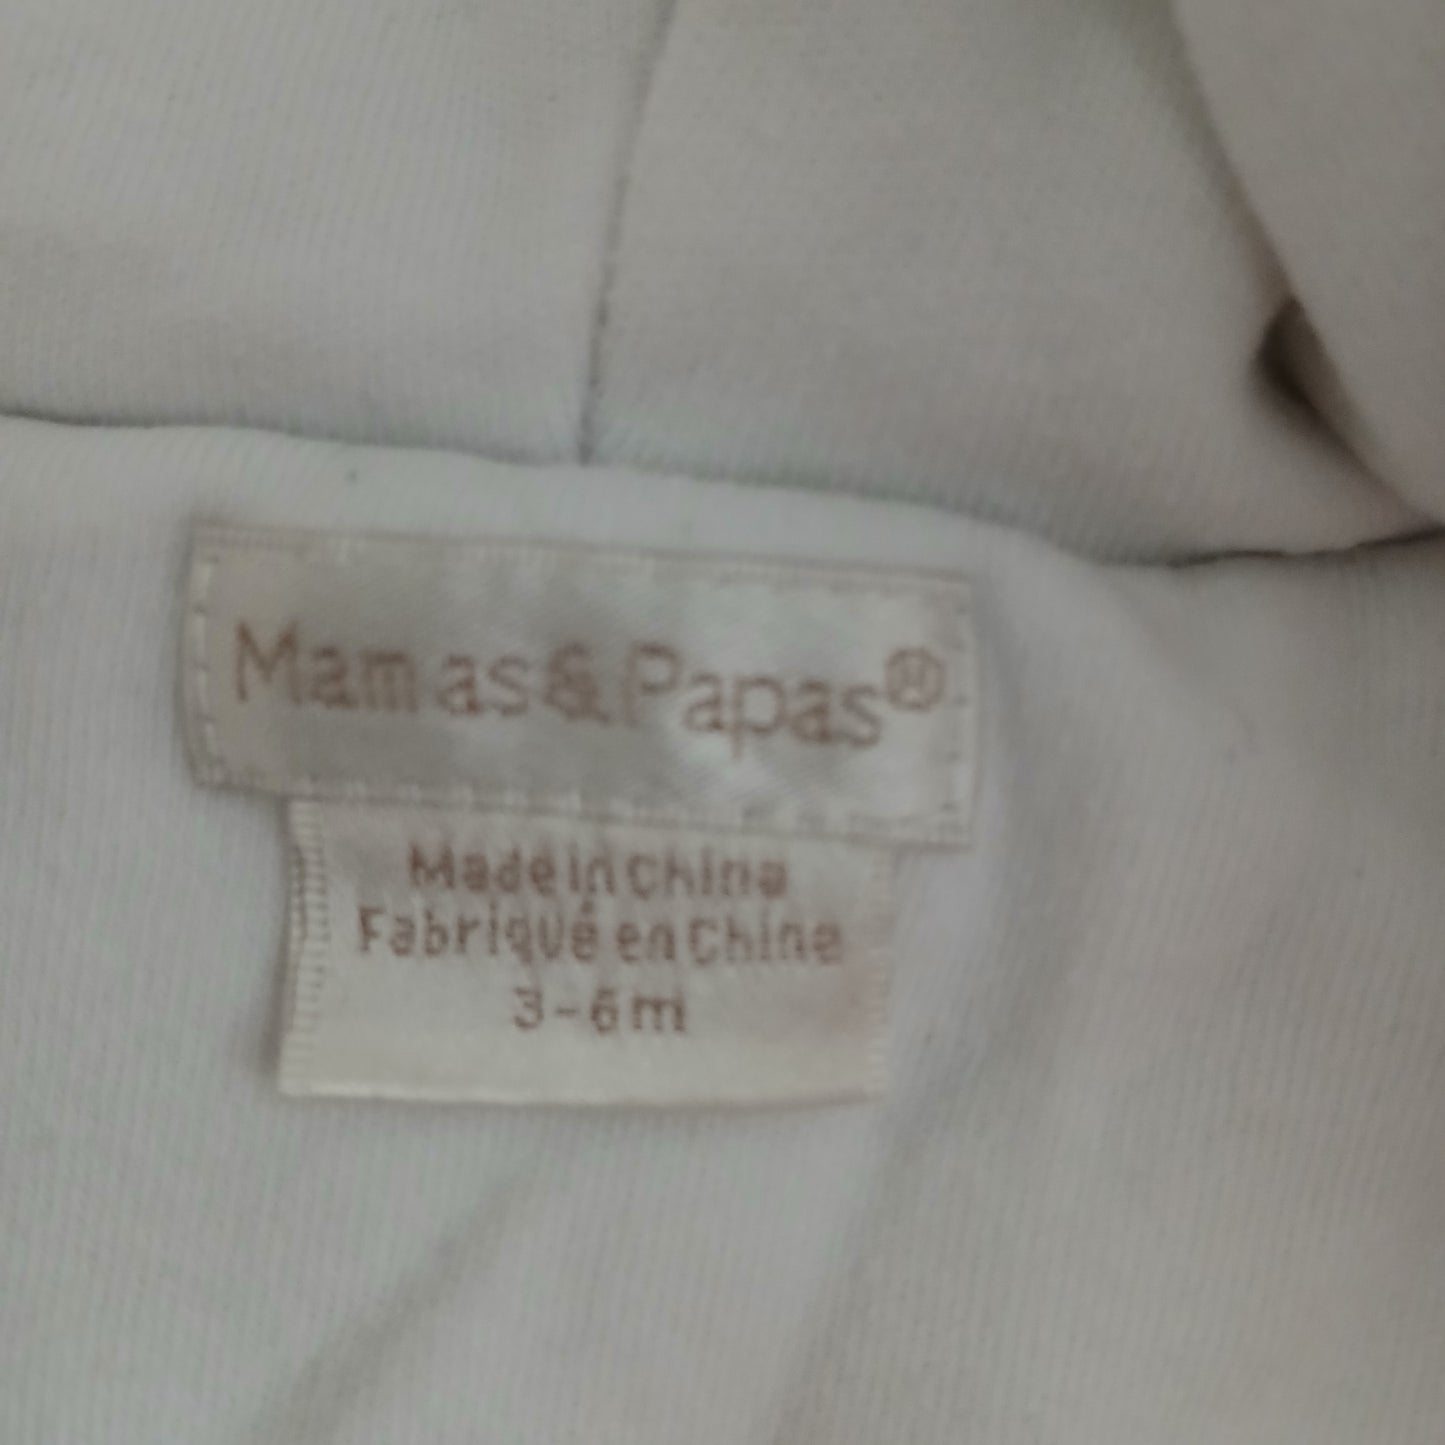 Mamas & Papas®
Made in China
Fabriqué en Chine
3-6m